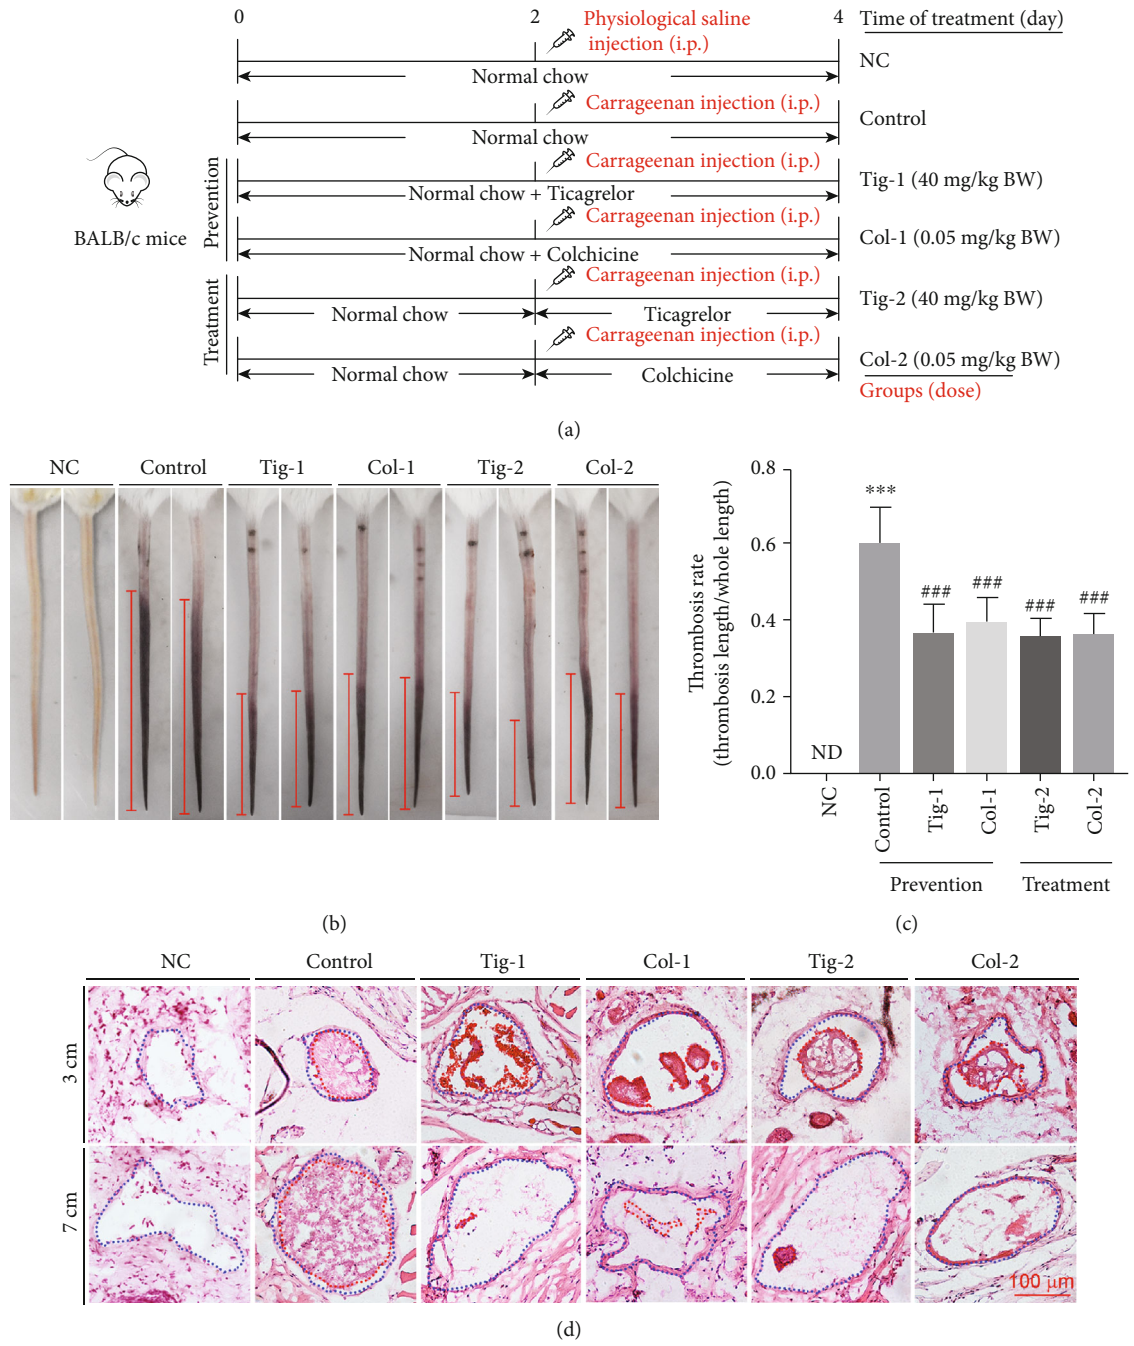 0 2 4 Time of treatment (day)
Physiological saline
injection (i.p.)
NC
Normal chow
Carrageenan injection (i.p.)
Control
Normal chow
Carrageenan injection (i.p.)
Tig-1 (40 mg/kg BW)
Normal chow + Ticagrelor
Carrageenan injection (i.p.)
Col-1 (0.05 mg/kg BW)
Normal chow + Colchicine
Carrageenan injection (i.p.)
Tig-2 (40 mg/kg BW)
Normal chow Ticagrelor
Carrageenan injection (i.p.)
Col-2 (0.05 mg/kg BW)
Normal chow Colchicine
Groups (dose)
BALB/c mice
Prevention
Treatment
(a)
NC Control Tig-1 Col-1 Tig-2 Col-2
(b)
Thrombosis rate
(thrombosis length/whole length)
0.8
0.6
0.4
0.2
0.0
ND
***
###
###
###
###
NC
Control
Tig-1
Col-1
Tig-2
Col-2
Prevention Treatment
(c)
NC Control Tig-1 Col-1 Tig-2 Col-2
3 cm
7 cm
100 μm
(d)